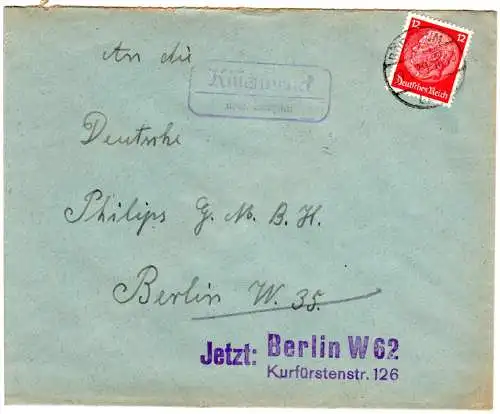 12 12
An die
Deutsches Reich
Deutsche
Philips G. M. B. H.
Berlin W. 35.
Jetzt: Berlin W 62
Kurfürstenstr. 126